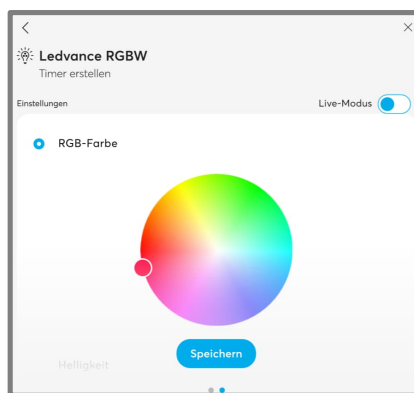 Ledvance RGBW
Timer erstellen
Einstellungen
Live-Modus
RGB-Farbe
Speichern
Helligkeit